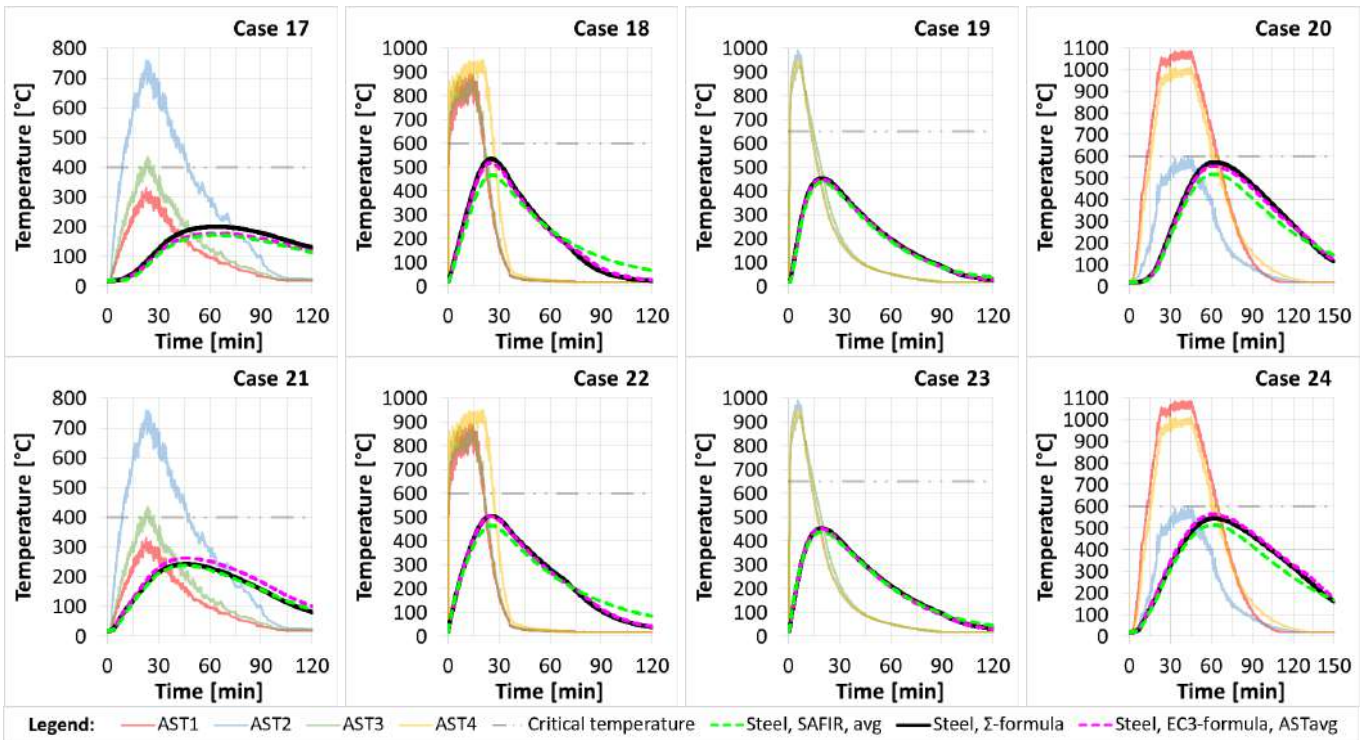 Case 17
Temperature [°C]
800
700
600
500
400
300
200
100
0
0 30 60 90 120
Time [min]
Case 18
Temperature [°C]
1000
900
800
700
600
500
400
300
200
100
0
0 30 60 90 120
Time [min]
Case 19
Temperature [°C]
1000
900
800
700
600
500
400
300
200
100
0
0 30 60 90 120
Time [min]
Case 20
Temperature [°C]
1100
1000
900
800
700
600
500
400
300
200
100
0
0 30 60 90 120 150
Time [min]
Case 21
Temperature [°C]
800
700
600
500
400
300
200
100
0
0 30 60 90 120
Time [min]
Case 22
Temperature [°C]
1000
900
800
700
600
500
400
300
200
100
0
0 30 60 90 120
Time [min]
Case 23
Temperature [°C]
1000
900
800
700
600
500
400
300
200
100
0
0 30 60 90 120
Time [min]
Case 24
Temperature [°C]
1100
1000
900
800
700
600
500
400
300
200
100
0
0 30 60 90 120 150
Time [min]
Legend: AST1 AST2 AST3 AST4 Critical temperature Steel, SAFIR, avg Steel, Σ-formula Steel, EC3-formula, ASTavg